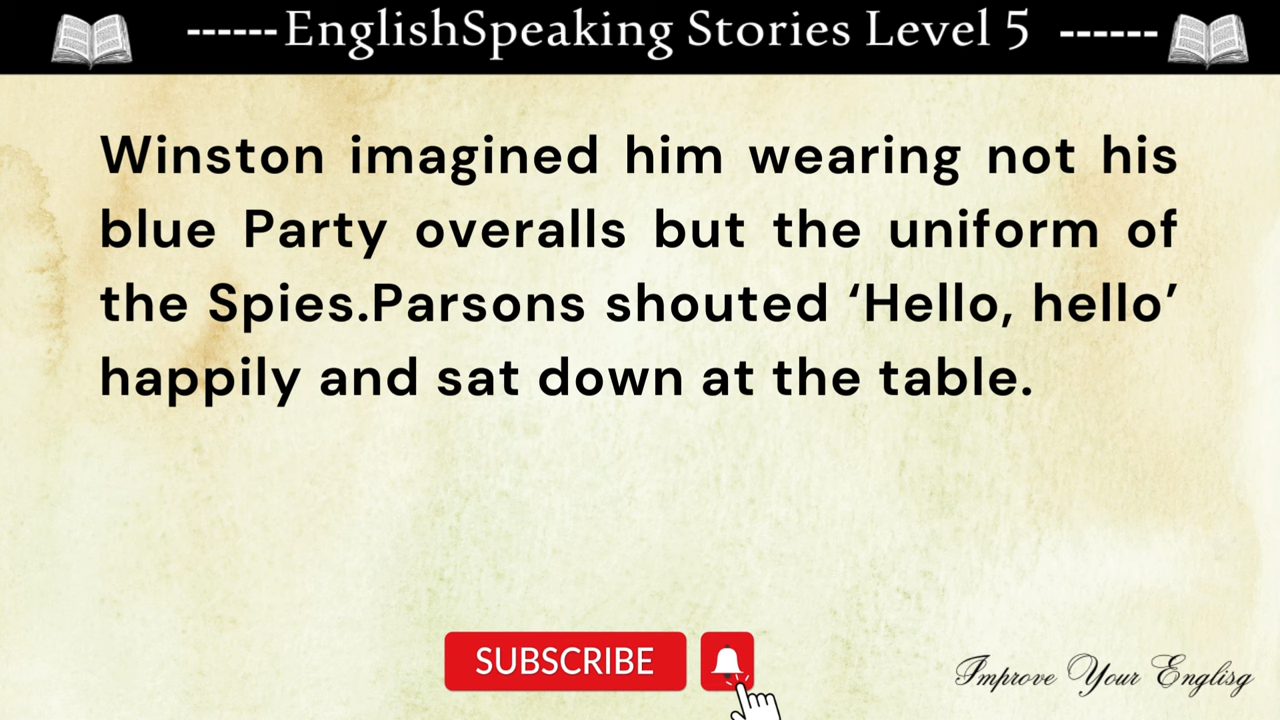 ------EnglishSpeaking Stories Level 5 ------
Winston imagined him wearing not his
blue Party overalls but the uniform of
the Spies.Parsons shouted ‘Hello, hello’
happily and sat down at the table.
SUBSCRIBE
Improve Your Englisg